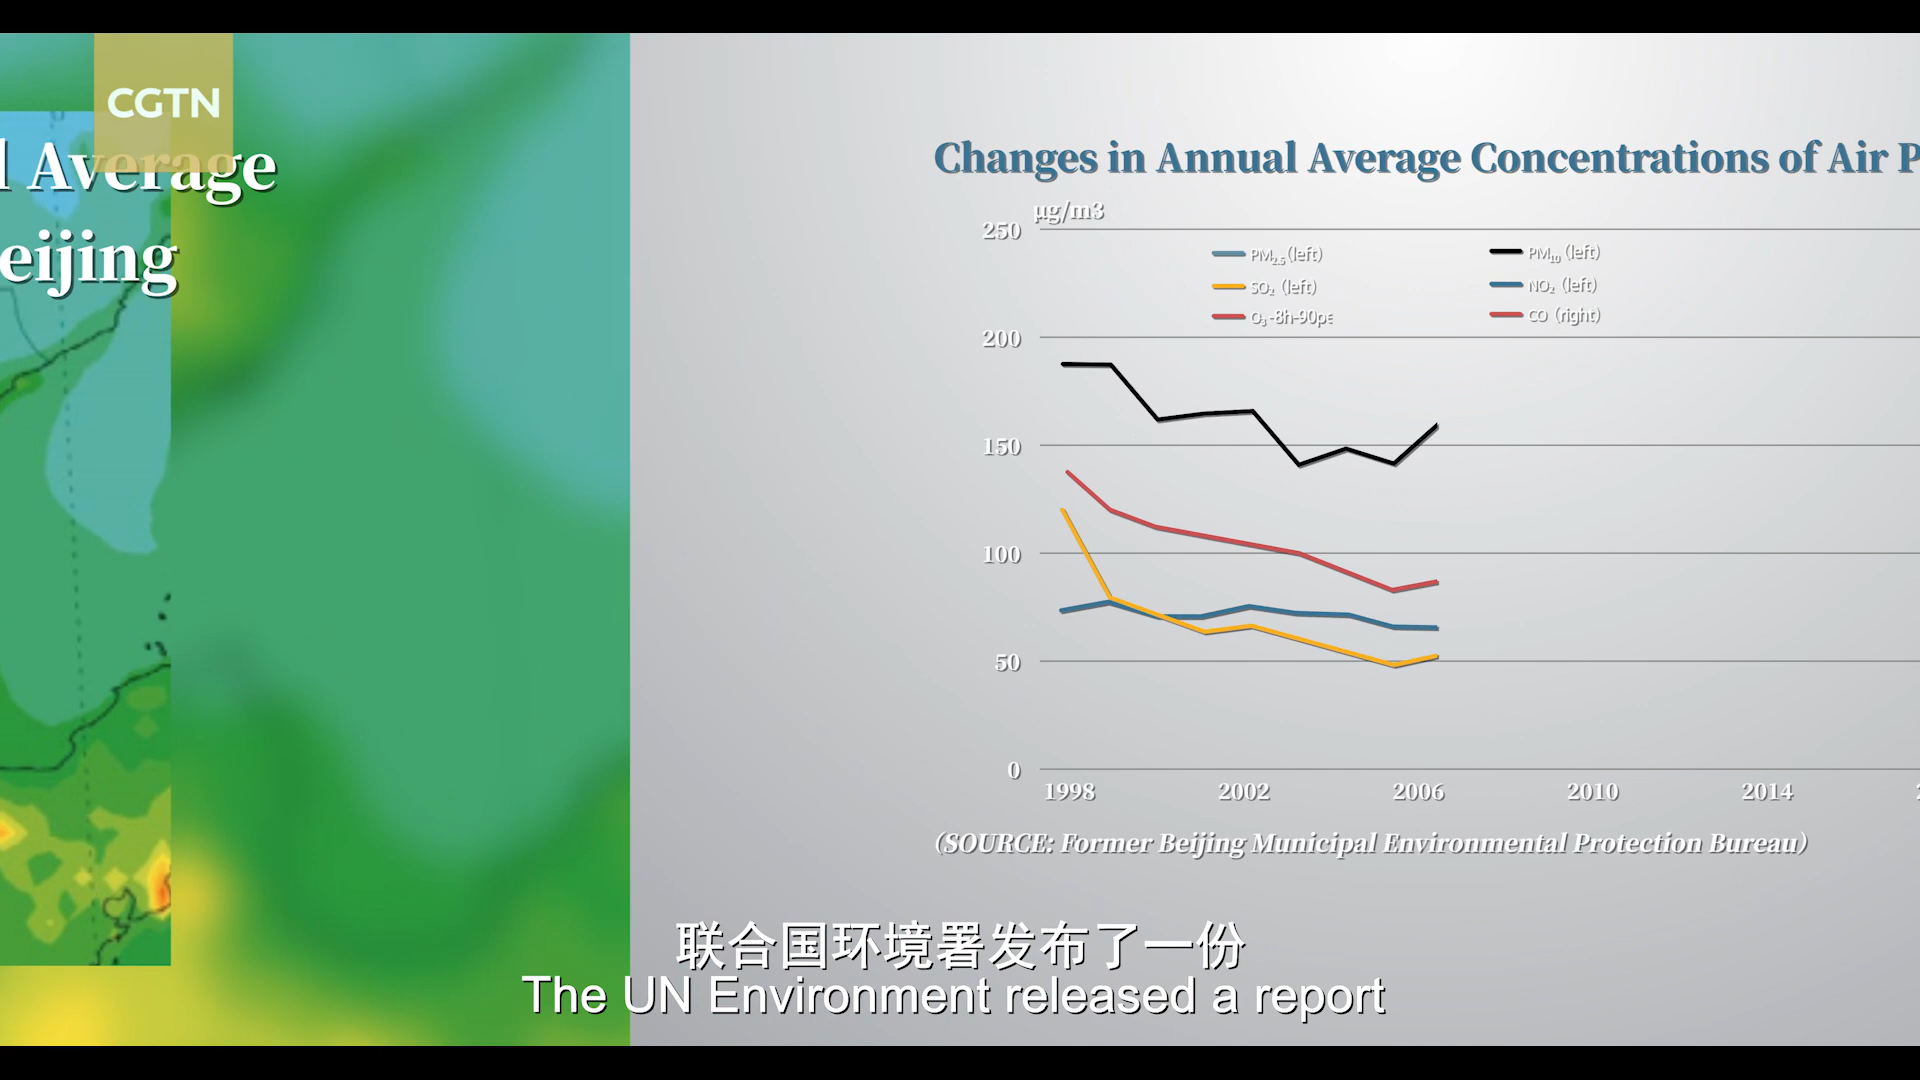 CGTN
l Average
eijing
Changes in Annual Average Concentrations of Air P
μg/m3
250
PM2.5 (left)
PM10 (left)
SO2 (left)
NO2 (left)
O3 -8h-90pe
CO (right)
200
150
100
50
0
1998 2002 2006 2010 2014 2
(SOURCE: Former Beijing Municipal Environmental Protection Bureau)
联合国环境署发布了一份
The UN Environment released a report